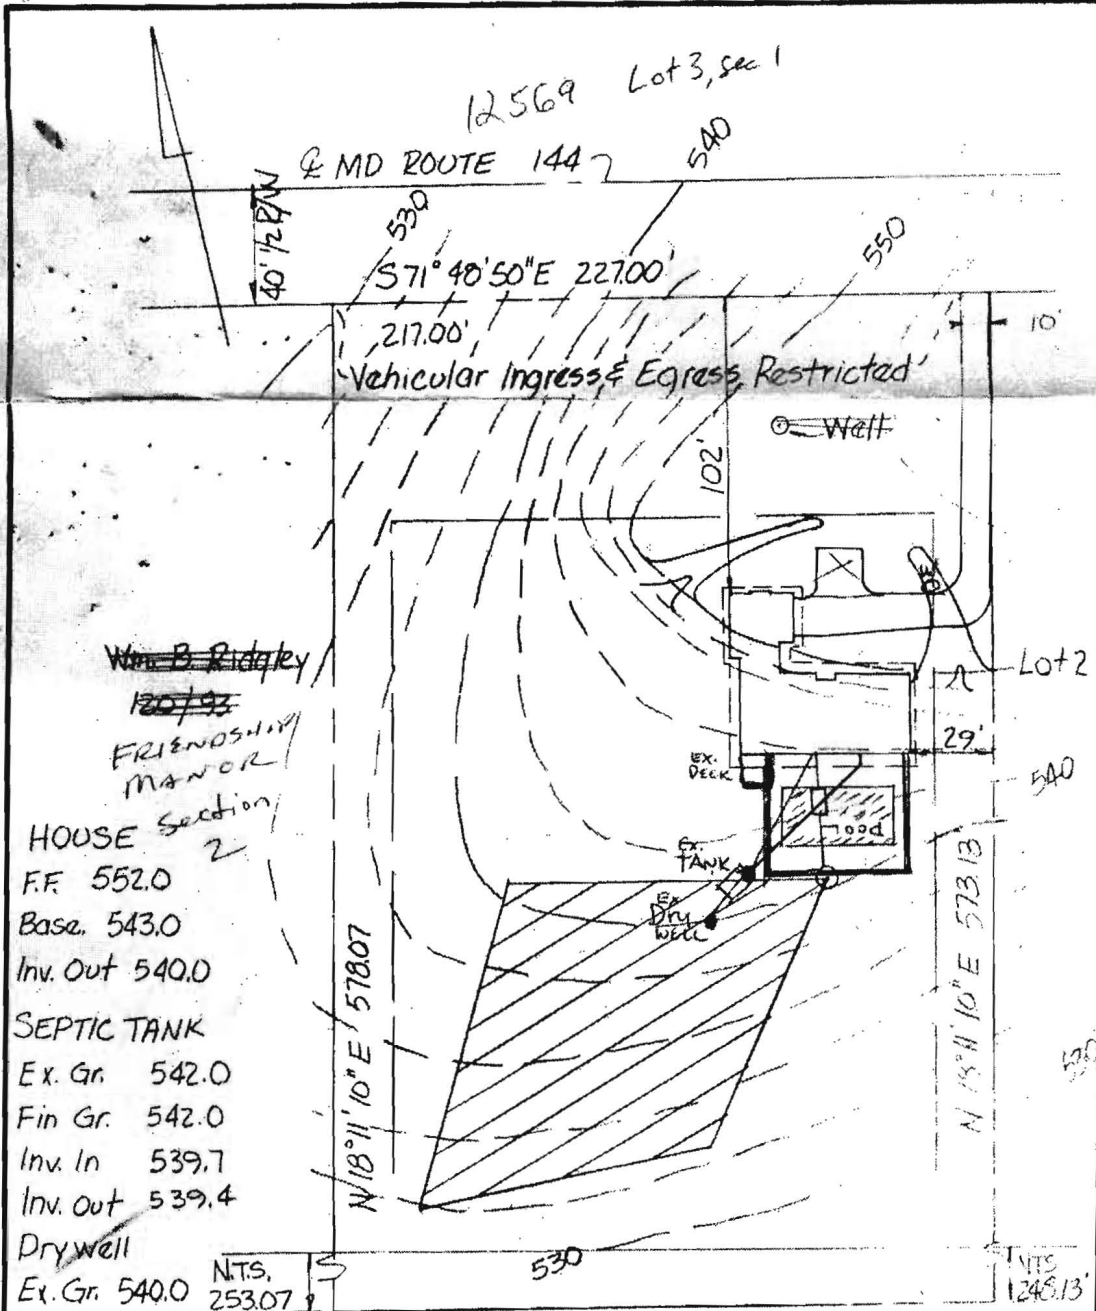 12569 Lot 3, sec 1
℄ MD ROUTE 144
540
40' 1/2 R/W
530
550
S71° 48'50"E 227.00'
217.00'
10'
'Vehicular Ingress & Egress Restricted'
Well
102'
Wm. B Ridgley
180/93
FRIENDSHIP
MANOR
Section
2
Lot 2
29'
EX.
DECK
540
POOL
Ex.
TANK
Ex
Dry
WELL
HOUSE
F.F. 552.0
Base. 543.0
Inv. Out 540.0
SEPTIC TANK
Ex. Gr. 542.0
Fin Gr. 542.0
Inv. In 539.7
Inv. Out 539.4
Drywell
Ex. Gr. 540.0
N 18° 11' 10" E 578.07
N 18° 11' 10" E 573.13
530
530
N.T.S.
253.07
NTS
248.13'